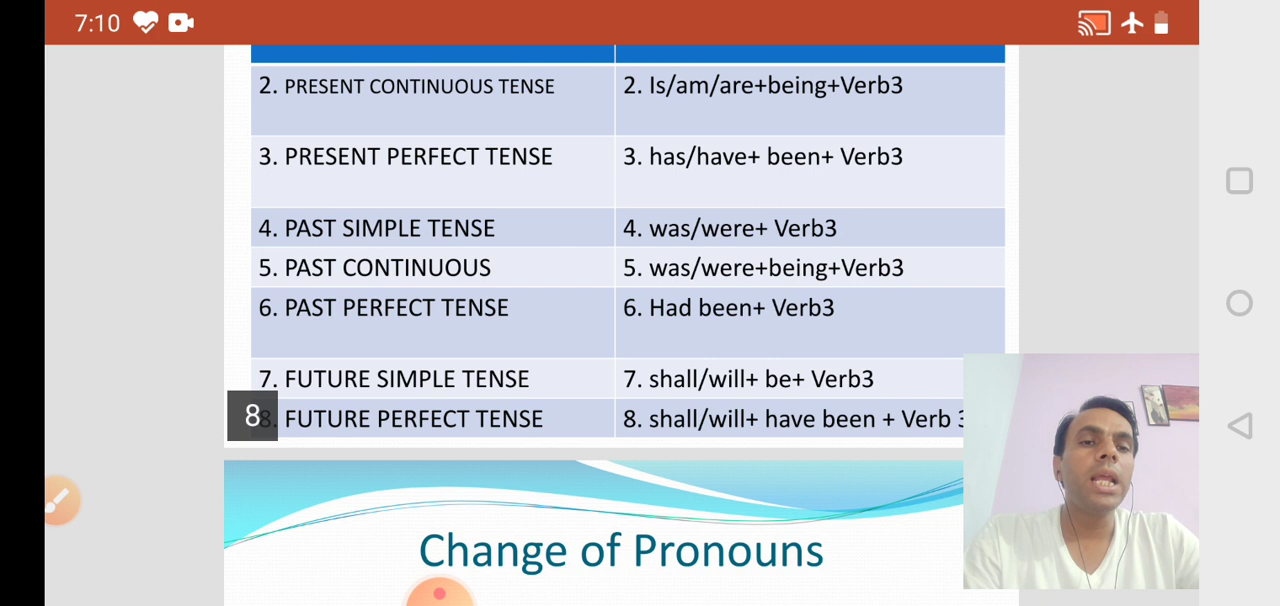 7:10
2. PRESENT CONTINUOUS TENSE 2. Is/am/are+being+Verb3
3. PRESENT PERFECT TENSE 3. has/have+ been+ Verb3
4. PAST SIMPLE TENSE 4. was/were+ Verb3
5. PAST CONTINUOUS 5. was/were+being+Verb3
6. PAST PERFECT TENSE 6. Had been+ Verb3
7. FUTURE SIMPLE TENSE 7. shall/will+ be+ Verb3
8
8. FUTURE PERFECT TENSE 8. shall/will+ have been + Verb 3
Change of Pronouns